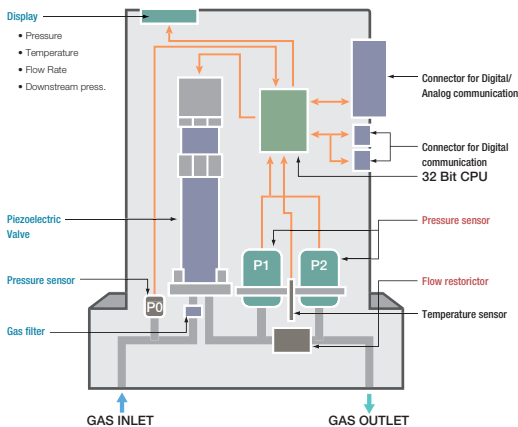 Display
• Pressure
• Temperature
• Flow Rate
• Downstream press.
Connector for Digital/
Analog communication
Connector for Digital
communication
32 Bit CPU
Piezoelectric
Valve
Pressure sensor
P1
P2
Pressure sensor
P0
Flow restorictor
Gas filter
Temperature sensor
GAS INLET
GAS OUTLET